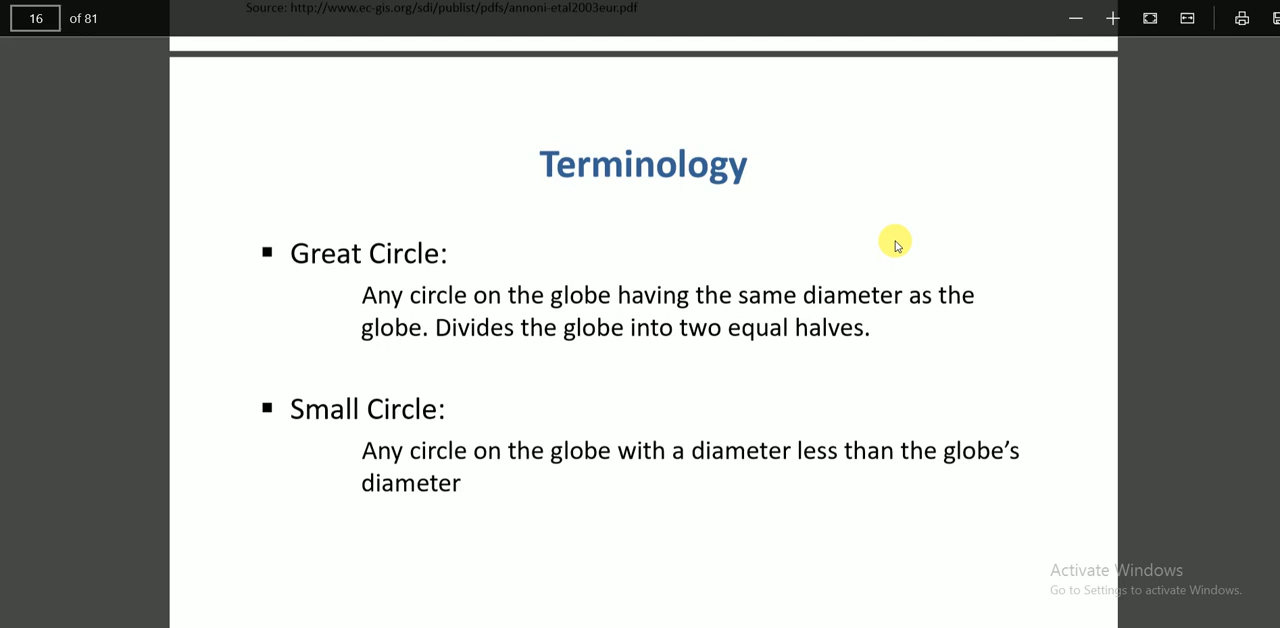 16 of 81
Source: http://www.ec-gis.org/sdi/publist/pdfs/annoni-etal2003eur.pdf
Terminology
Great Circle:
Any circle on the globe having the same diameter as the
globe. Divides the globe into two equal halves.
Small Circle:
Any circle on the globe with a diameter less than the globe’s
diameter
Activate Windows
Go to Settings to activate Windows.